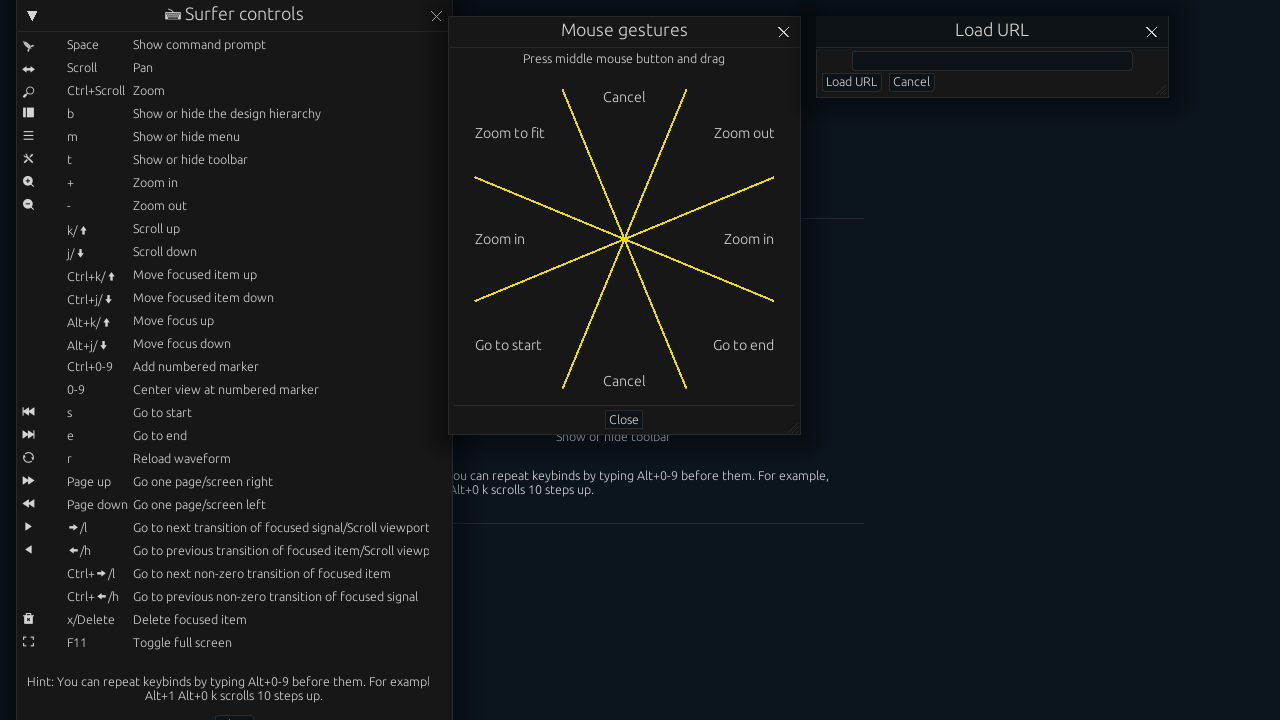 Surfer controls
Space Show command prompt
Scroll Pan
Ctrl+Scroll Zoom
b Show or hide the design hierarchy
m Show or hide menu
t Show or hide toolbar
+ Zoom in
- Zoom out
k/🡅 Scroll up
j/🡇 Scroll down
Ctrl+k/🡅 Move focused item up
Ctrl+j/🡇 Move focused item down
Alt+k/🡅 Move focus up
Alt+j/🡇 Move focus down
Ctrl+0-9 Add numbered marker
0-9 Center view at numbered marker
s Go to start
e Go to end
r Reload waveform
Page up Go one page/screen right
Page down Go one page/screen left
🡆/l Go to next transition of focused signal/Scroll viewport
🡄/h Go to previous transition of focused item/Scroll viewp
Ctrl+🡆/l Go to next non-zero transition of focused item
Ctrl+🡄/h Go to previous non-zero transition of focused signal
x/Delete Delete focused item
F11 Toggle full screen
Hint: You can repeat keybinds by typing Alt+0-9 before them. For exampl
Alt+1 Alt+0 k scrolls 10 steps up.
Mouse gestures
Press middle mouse button and drag
Cancel
Zoom to fit
Zoom out
Zoom in
Zoom in
Go to start
Go to end
Cancel
Close
Show or hide toolbar
ou can repeat keybinds by typing Alt+0-9 before them. For example,
Alt+0 k scrolls 10 steps up.
Load URL
Load URL
Cancel